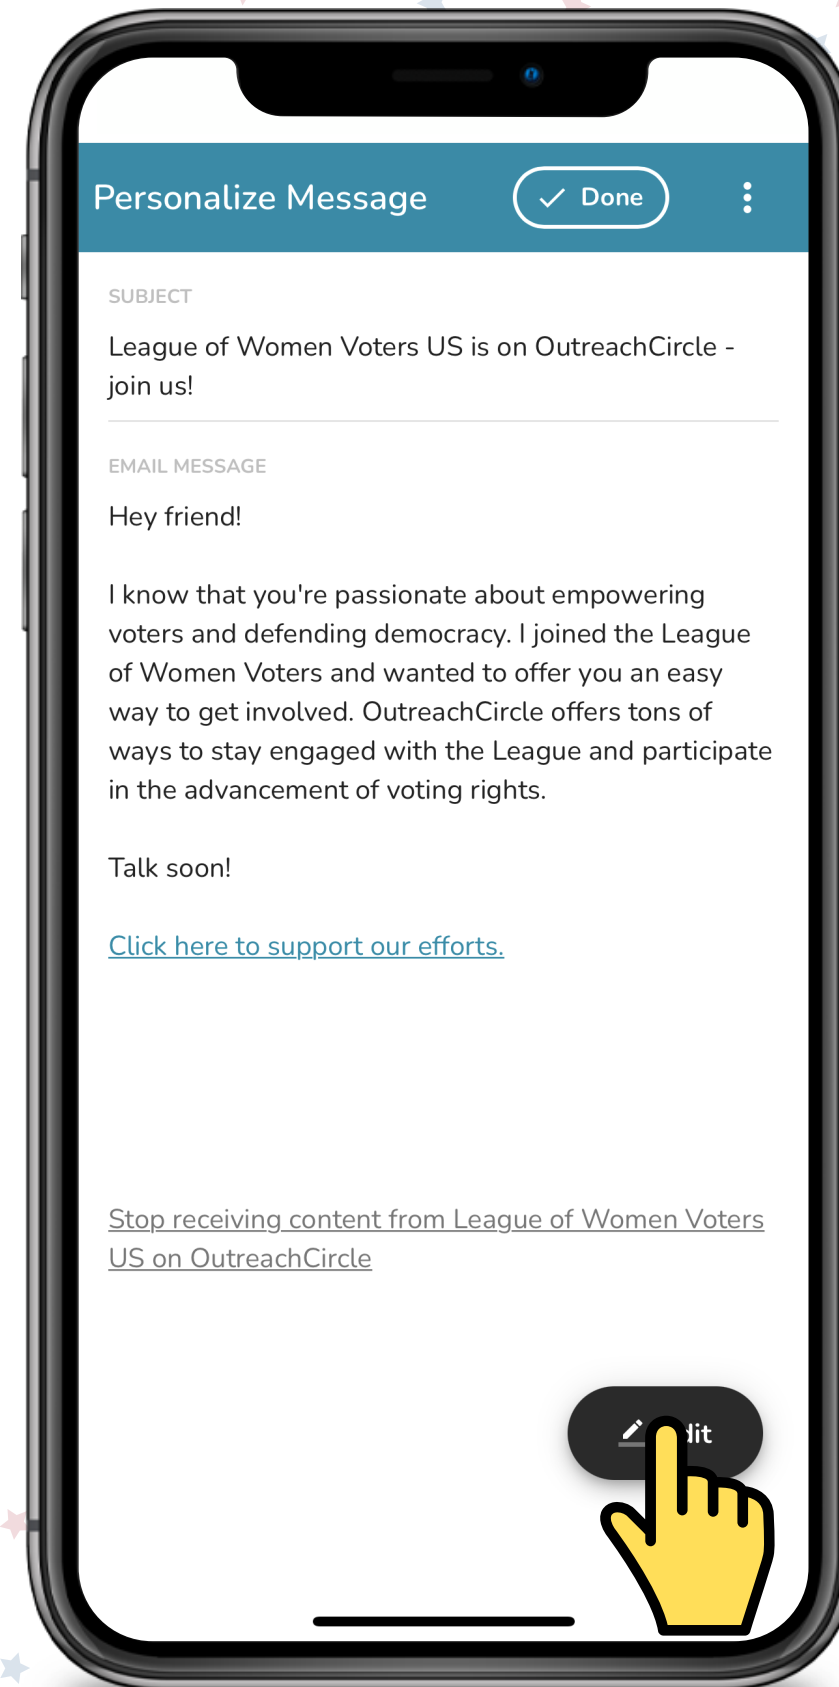 Personalize Message
Done
SUBJECT
League of Women Voters US is on OutreachCircle -
join us!
EMAIL MESSAGE
Hey friend!
I know that you're passionate about empowering
voters and defending democracy. I joined the League
of Women Voters and wanted to offer you an easy
way to get involved. OutreachCircle offers tons of
ways to stay engaged with the League and participate
in the advancement of voting rights.
Talk soon!
Click here to support our efforts.
Stop receiving content from League of Women Voters
US on OutreachCircle